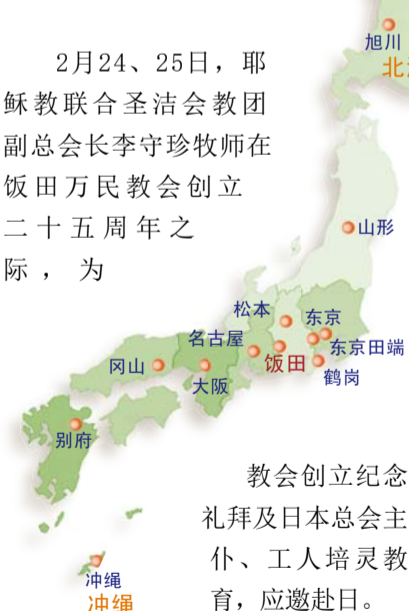 2月24、25日，耶
稣教联合圣洁会教团
副总会长李守珍牧师在
饭田万民教会创立
二十五周年之
际，为
旭川
北
山形
松本
东京
名古屋
东京田端
冈山
饭田
大阪
鹤岗
别府
教会创立纪念
礼拜及日本总会主
仆、工人培灵教
育，应邀赴日。
冲绳
冲绳